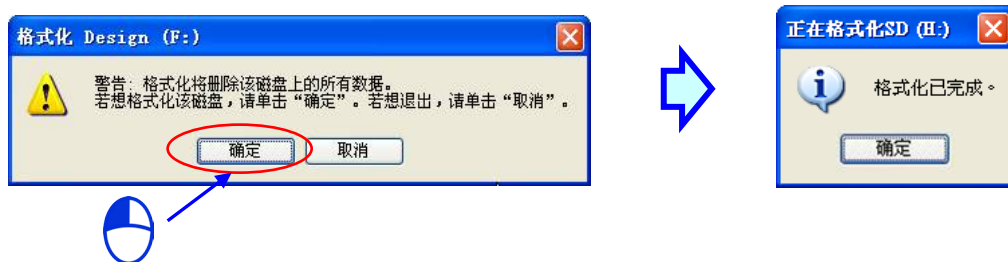 格式化 Design (F:)
警告: 格式化将删除该磁盘上的所有数据。
若想格式化该磁盘,请单击“确定”。若想退出,请单击“取消”。
确定
取消
正在格式化SD (H:)
格式化已完成。
确定